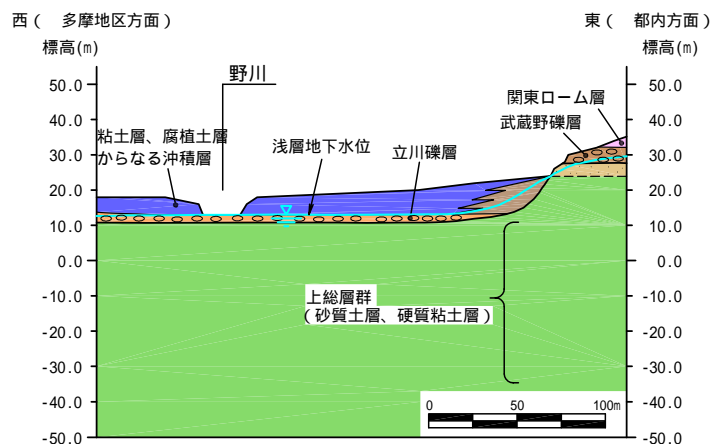 西（ 多摩地区方面）
東（ 都内方面）
標高(m)
標高(m)
野川
関東ローム層
武蔵野礫層
粘土層、腐植土層
からなる沖積層
浅層地下水位
立川礫層
50.0
40.0
30.0
20.0
10.0
0.0
-10.0
-20.0
-30.0
-40.0
-50.0
50.0
40.0
30.0
20.0
10.0
0.0
-10.0
-20.0
-30.0
-40.0
-50.0
上総層群
（砂質土層、硬質粘土層）
0 50 100m